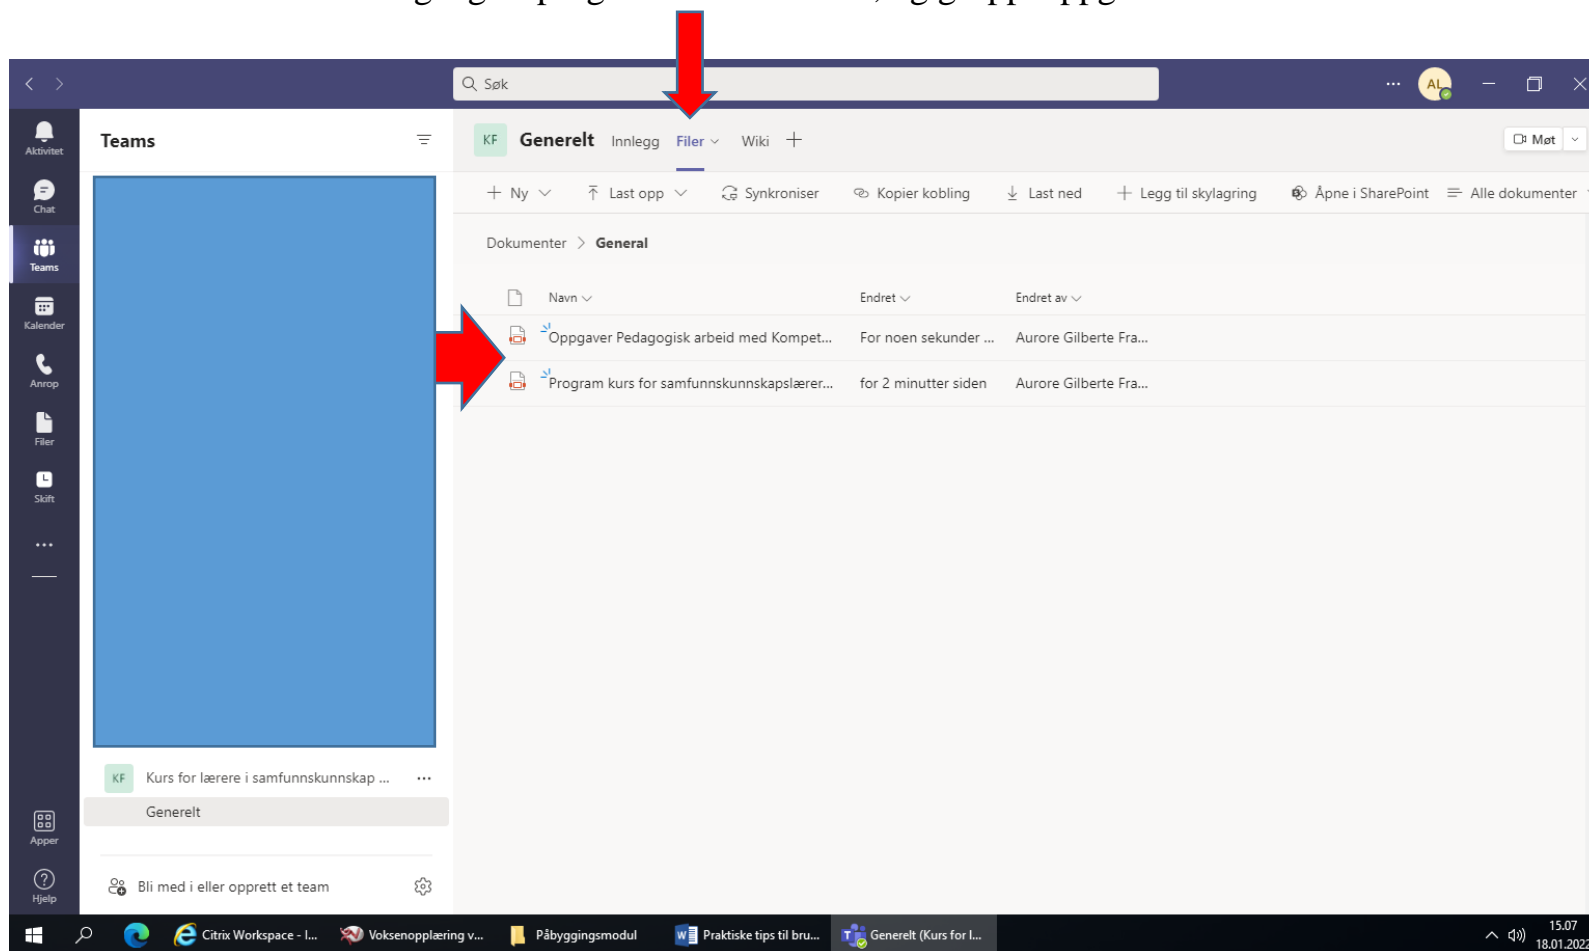 Søk
AL
Aktivitet
Chat
Teams
Kalender
Anrop
Filer
Skift
Apper
Hjelp
Teams
KF Kurs for lærere i samfunnskunnskap ...
Generelt
Bli med i eller opprett et team
KF Generelt Innlegg Filer Wiki
Møt
Ny Last opp Synkroniser Kopier kobling Last ned Legg til skylagring Åpne i SharePoint Alle dokumenter
Dokumenter > General
Navn Endret Endret av
Oppgaver Pedagogisk arbeid med Kompet... For noen sekunder ... Aurore Gilberte Fra...
Program kurs for samfunnskunnskapslærer... for 2 minutter siden Aurore Gilberte Fra...
Citrix Workspace - I... Voksenopplæring v... Påbyggingsmodul Praktiske tips til bru... Generelt (Kurs for l...
15.07
18.01.2022